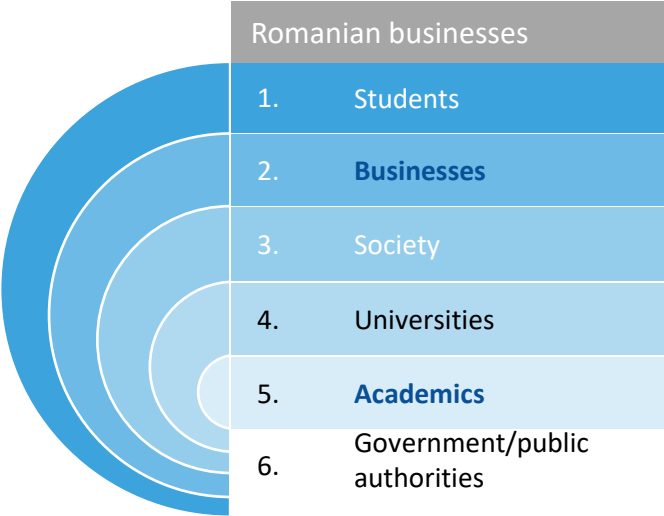 Romanian businesses
1. Students
2. Businesses
3. Society
4. Universities
5. Academics
6. Government/public
authorities